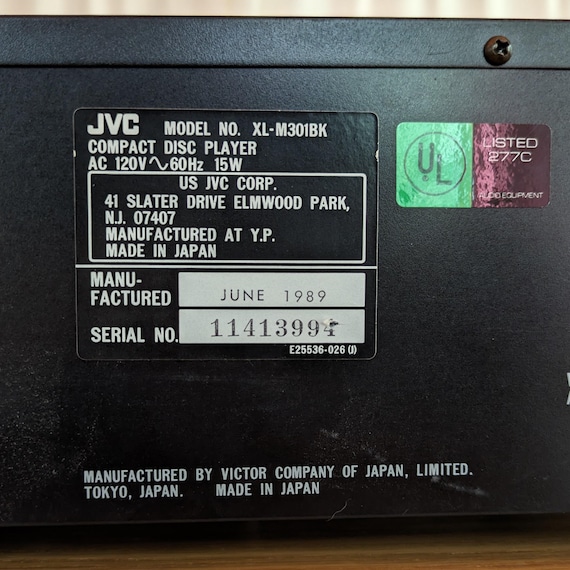 JVC MODEL NO. XL-M301BK
COMPACT DISC PLAYER
AC 120V∿60Hz 15W
US JVC CORP.
41 SLATER DRIVE ELMWOOD PARK,
N.J. 07407
MANUFACTURED AT Y.P.
MADE IN JAPAN
MANU-
FACTURED JUNE 1989
SERIAL NO. 11413994
E25536-026 (J)
UL
LISTED
277C
AUDIO EQUIPMENT
MANUFACTURED BY VICTOR COMPANY OF JAPAN, LIMITED.
TOKYO, JAPAN. MADE IN JAPAN